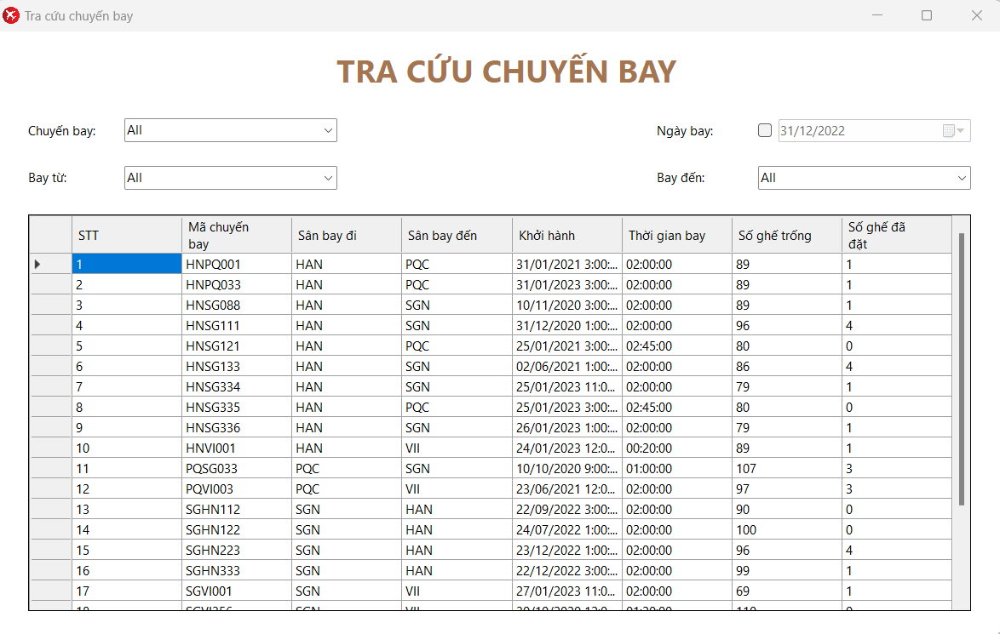 Tra cứu chuyến bay
TRA CỨU CHUYẾN BAY
Chuyến bay: All Ngày bay: 31/12/2022
Bay từ: All Bay đến: All
STT Mã chuyến bay Sân bay đi Sân bay đến Khởi hành Thời gian bay Số ghế trống Số ghế đã đặt
1 HNPQ001 HAN PQC 31/01/2021 3:00:... 02:00:00 89 1
2 HNPQ033 HAN PQC 31/01/2023 3:00:... 02:00:00 89 1
3 HNSG088 HAN SGN 10/11/2020 3:00:... 02:00:00 89 1
4 HNSG111 HAN SGN 31/12/2020 1:00:... 02:00:00 96 4
5 HNSG121 HAN PQC 25/01/2021 3:00:... 02:45:00 80 0
6 HNSG133 HAN SGN 02/06/2021 1:00:... 02:00:00 86 4
7 HNSG334 HAN SGN 25/01/2023 11:0... 02:00:00 79 1
8 HNSG335 HAN PQC 25/01/2023 3:00:... 02:45:00 80 0
9 HNSG336 HAN SGN 26/01/2023 1:00:... 02:00:00 79 1
10 HNVI001 HAN VII 24/01/2023 12:0... 00:20:00 89 1
11 PQSG033 PQC SGN 10/10/2020 9:00:... 01:00:00 107 3
12 PQVI003 PQC VII 23/06/2021 12:0... 02:00:00 97 3
13 SGHN112 SGN HAN 22/09/2022 3:00:... 02:00:00 90 0
14 SGHN122 SGN HAN 24/07/2022 1:00:... 02:00:00 100 0
15 SGHN223 SGN HAN 23/12/2022 1:00:... 02:00:00 96 4
16 SGHN333 SGN HAN 22/12/2022 3:00:... 02:00:00 99 1
17 SGVI001 SGN VII 27/01/2023 11:0... 02:00:00 69 1